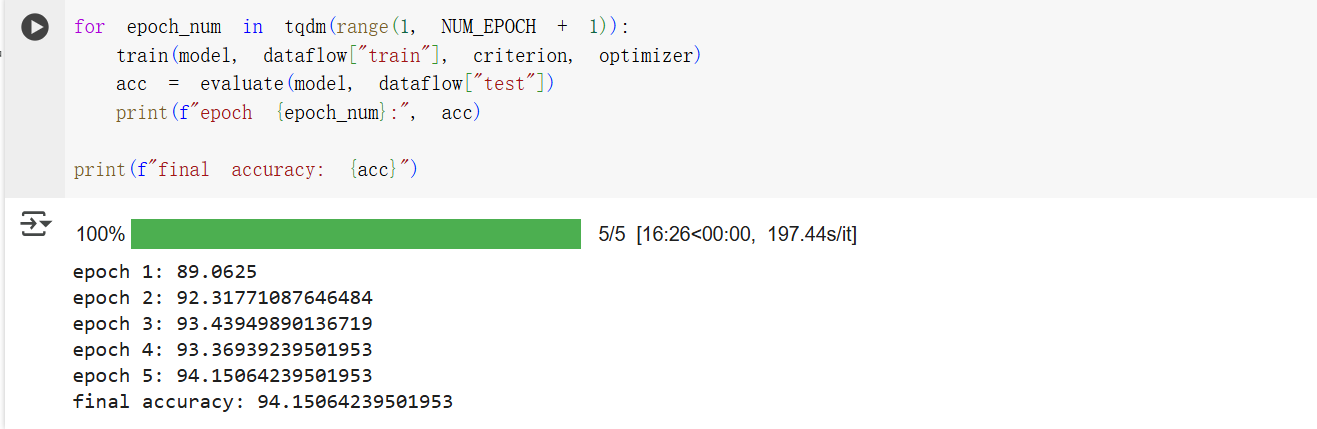 for epoch_num in tqdm(range(1, NUM_EPOCH + 1)):
    train(model, dataflow["train"], criterion, optimizer)
    acc = evaluate(model, dataflow["test"])
    print(f"epoch {epoch_num}:", acc)

print(f"final accuracy: {acc}")
100% 5/5 [16:26<00:00, 197.44s/it]
epoch 1: 89.0625
epoch 2: 92.31771087646484
epoch 3: 93.43949890136719
epoch 4: 93.36939239501953
epoch 5: 94.15064239501953
final accuracy: 94.15064239501953